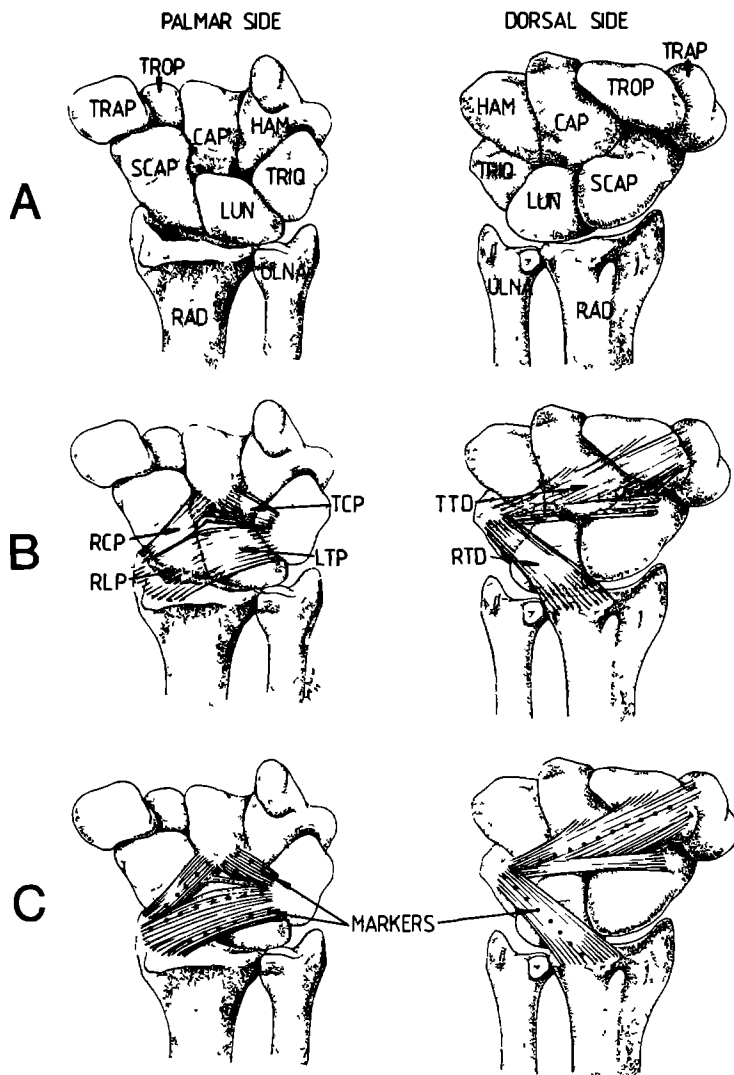 PALMAR SIDE
DORSAL SIDE
TROP
TRAP
CAP
HAM
SCAP
TRIQ
LUN
ULNA
RAD
A
TRAP
HAM
CAP
TROP
TRIQ
LUN
SCAP
ULNA
RAD
B
RCP
RLP
TCP
LTP
TTD
RTD
C
MARKERS